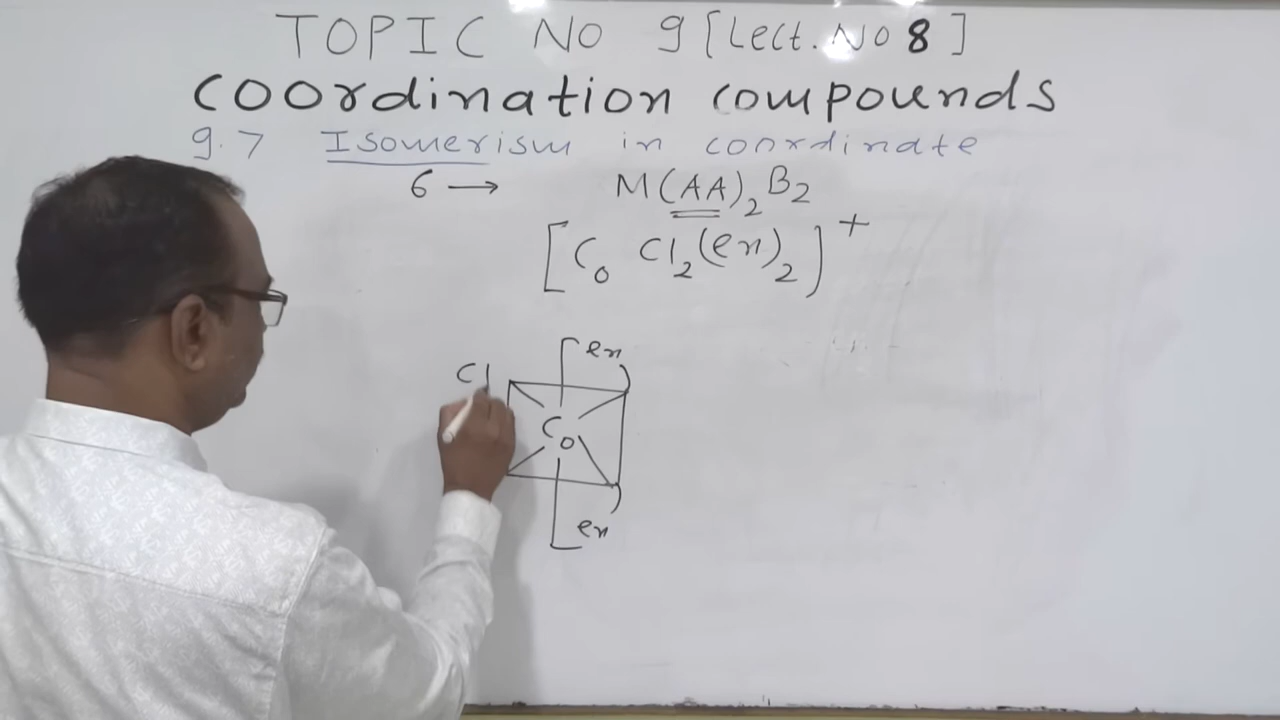 TOPIC NO 9 [Lect. No 8]
Coordination compounds
9.7 Isomerism in coordinate
6 → M(AA)₂B₂
[Co Cl₂(en)₂]⁺
en
Cl
Co
en